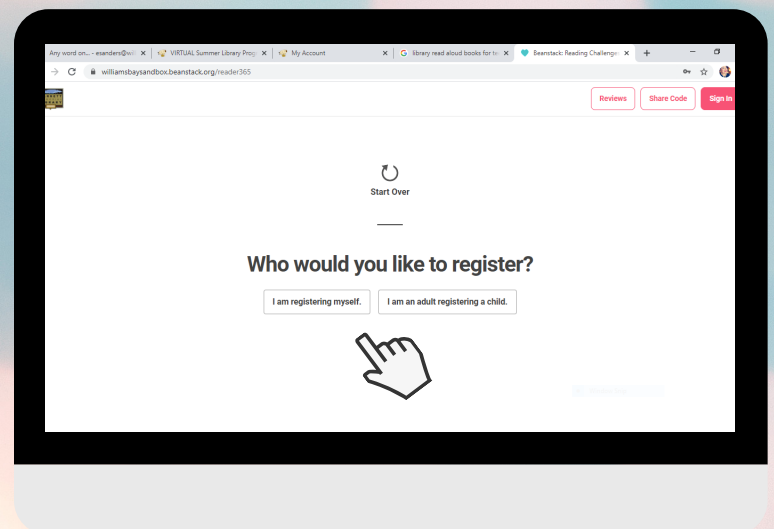 Any word on... - esanders@wil
VIRTUAL Summer Library Prog
My Account
library read aloud books for te
Beanstack: Reading Challenge
williamsbaysandbox.beanstack.org/reader365
Reviews
Share Code
Sign In
Start Over
Who would you like to register?
I am registering myself.
I am an adult registering a child.